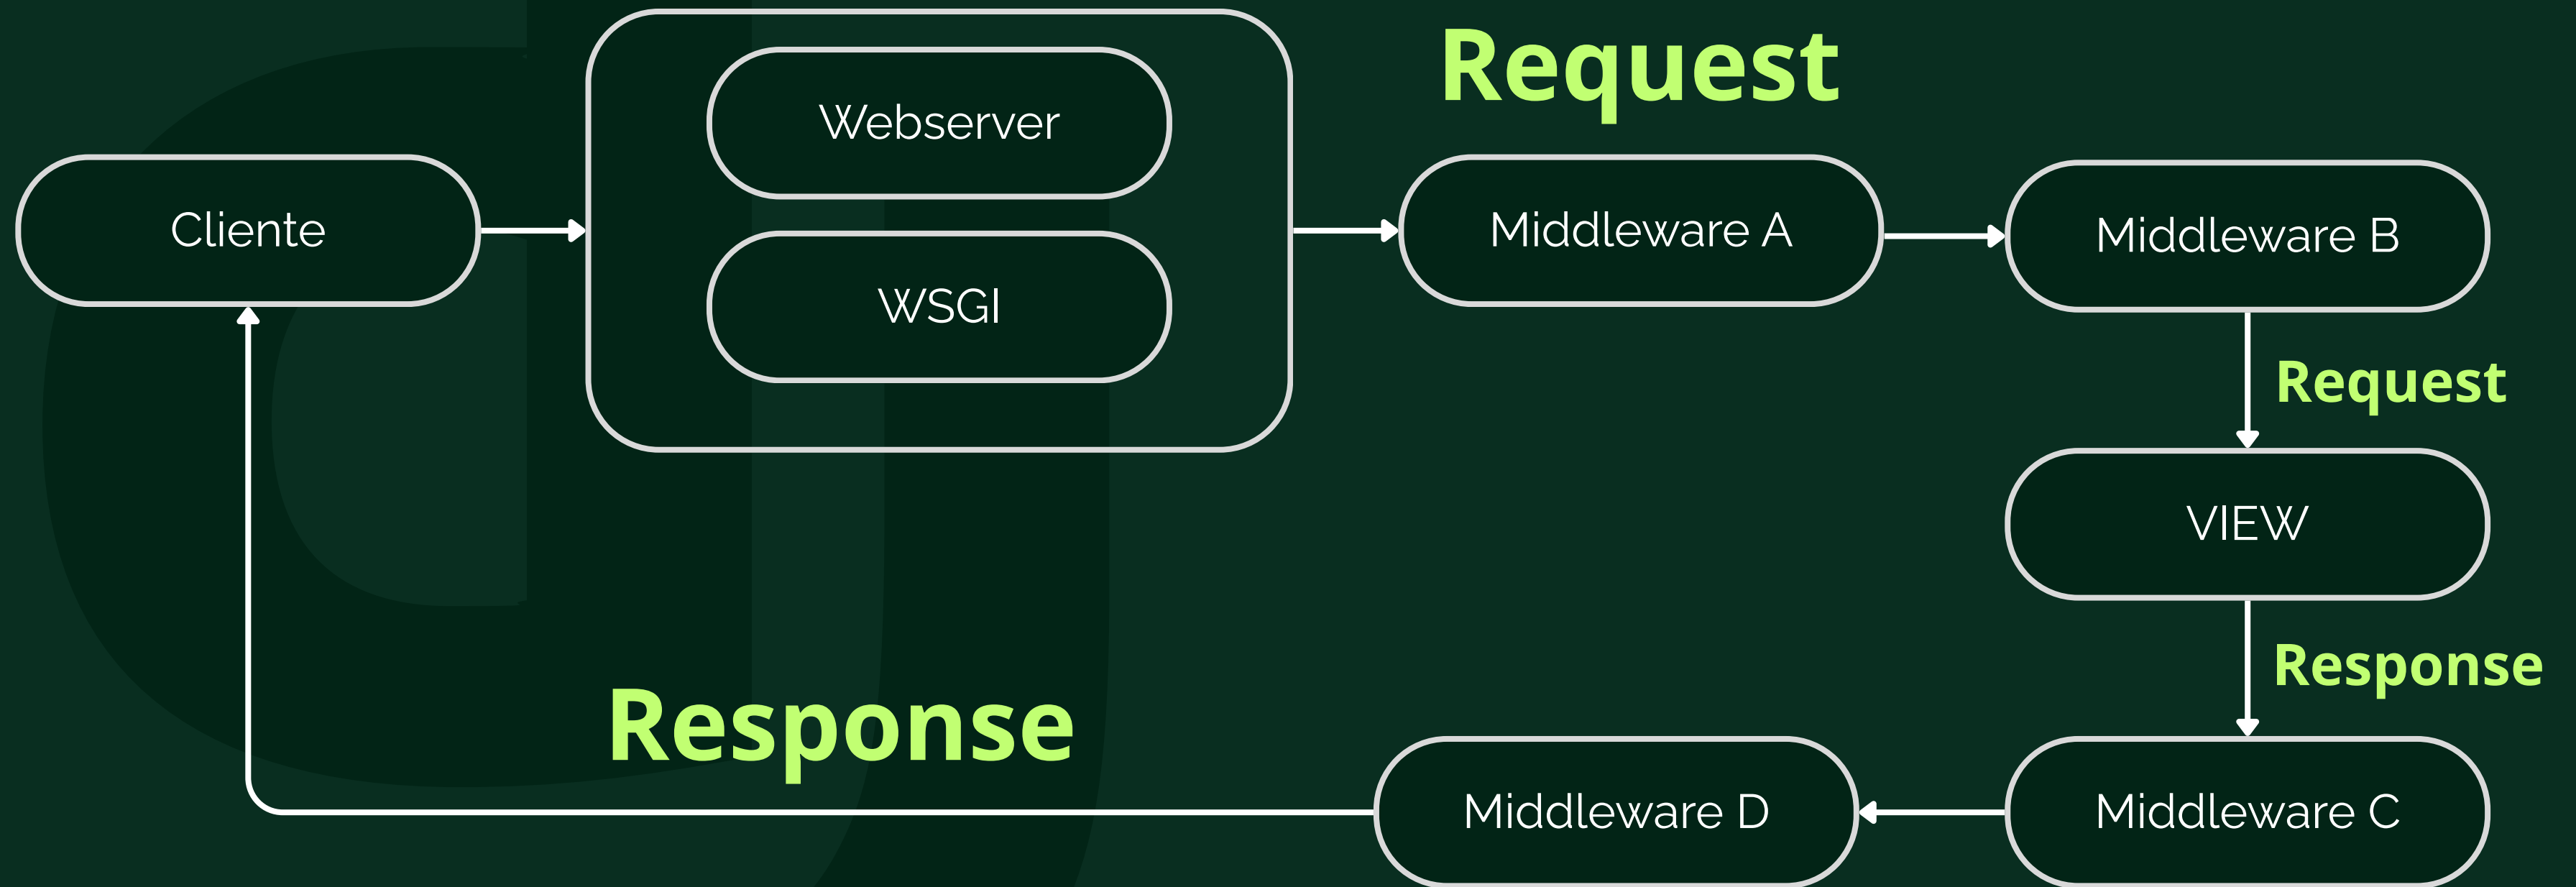 Request
Webserver
Cliente
WSGI
Middleware A
Middleware B
Request
VIEW
Response
Response
Middleware D
Middleware C